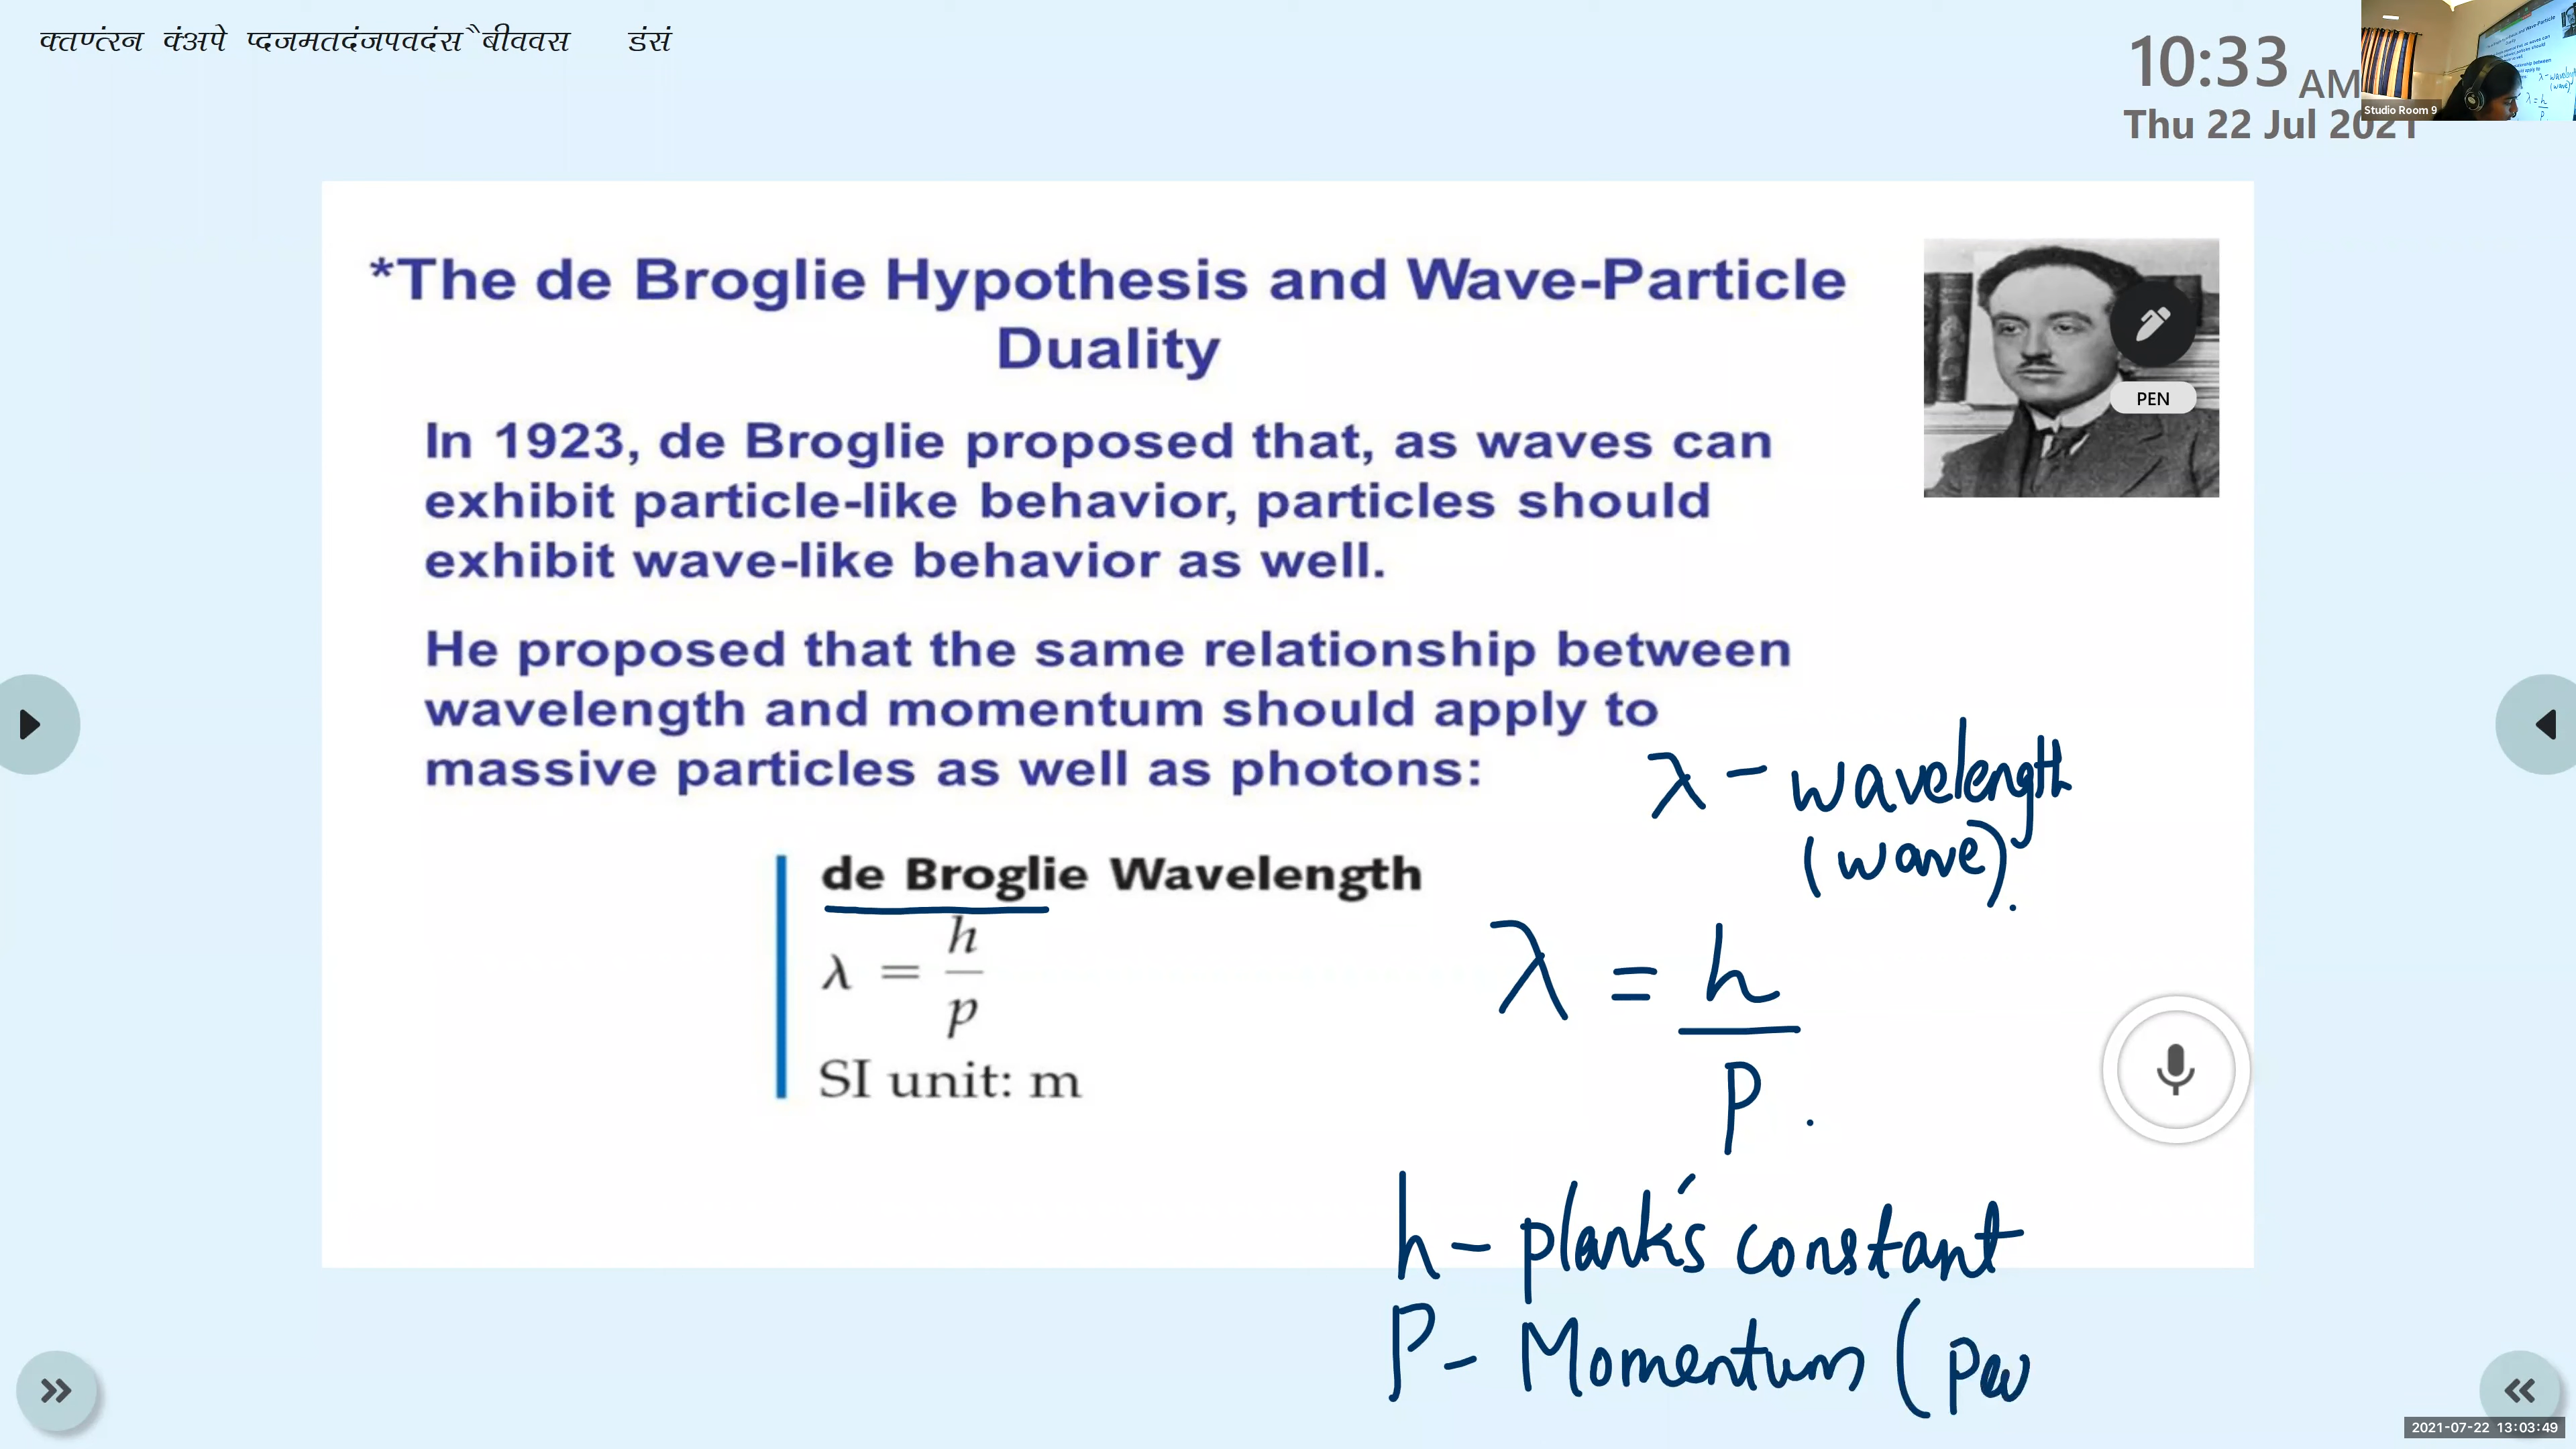 क्तण्तंरन क्ंअपे प्दजमतदंजपवदंस ैबीववस डंसं
10:33 AM
Thu 22 Jul 2021
Studio Room 9
*The de Broglie Hypothesis and Wave-Particle
Duality
PEN
In 1923, de Broglie proposed that, as waves can
exhibit particle-like behavior, particles should
exhibit wave-like behavior as well.
He proposed that the same relationship between
wavelength and momentum should apply to
massive particles as well as photons:
λ - wavelength
(wave).
de Broglie Wavelength
λ = h/p
SI unit: m
λ = h/P.
h - plank's constant
P - Momentum (
2021-07-22 13:03:49